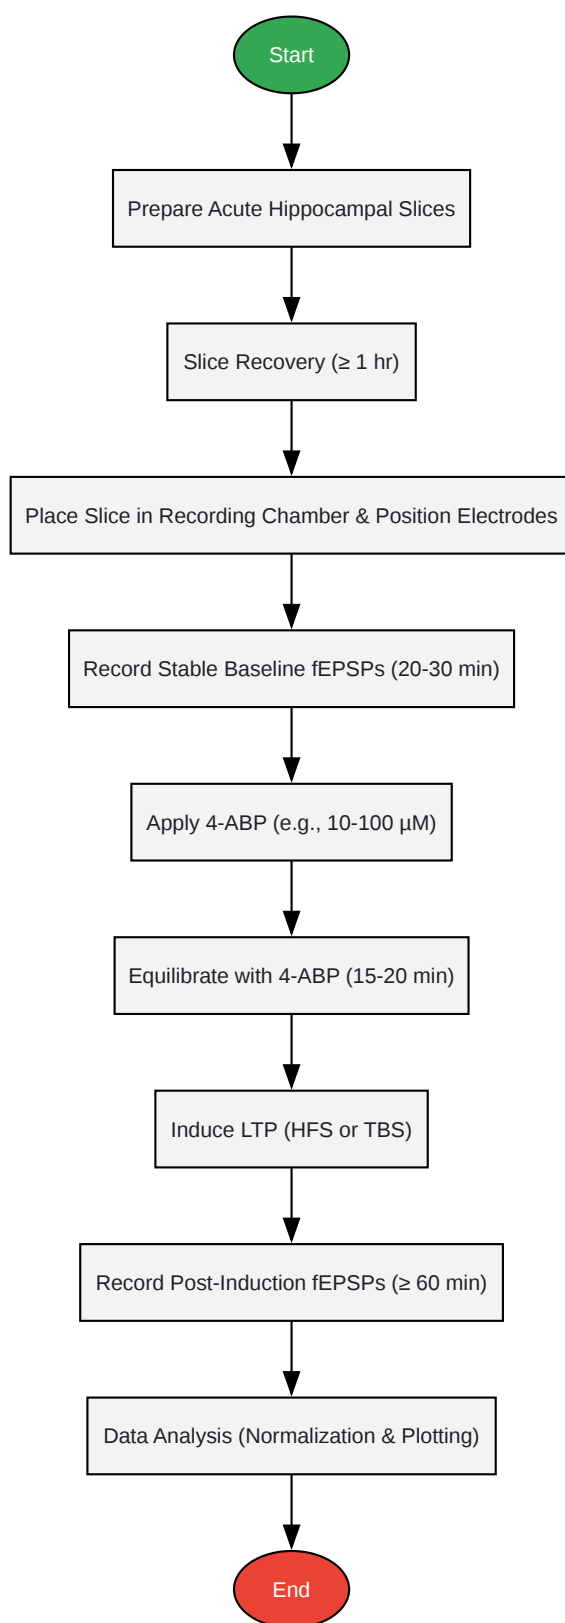 Start
Prepare Acute Hippocampal Slices
Slice Recovery (≥ 1 hr)
Place Slice in Recording Chamber & Position Electrodes
Record Stable Baseline fEPSPs (20-30 min)
Apply 4-ABP (e.g., 10-100 µM)
Equilibrate with 4-ABP (15-20 min)
Induce LTP (HFS or TBS)
Record Post-Induction fEPSPs (≥ 60 min)
Data Analysis (Normalization & Plotting)
End